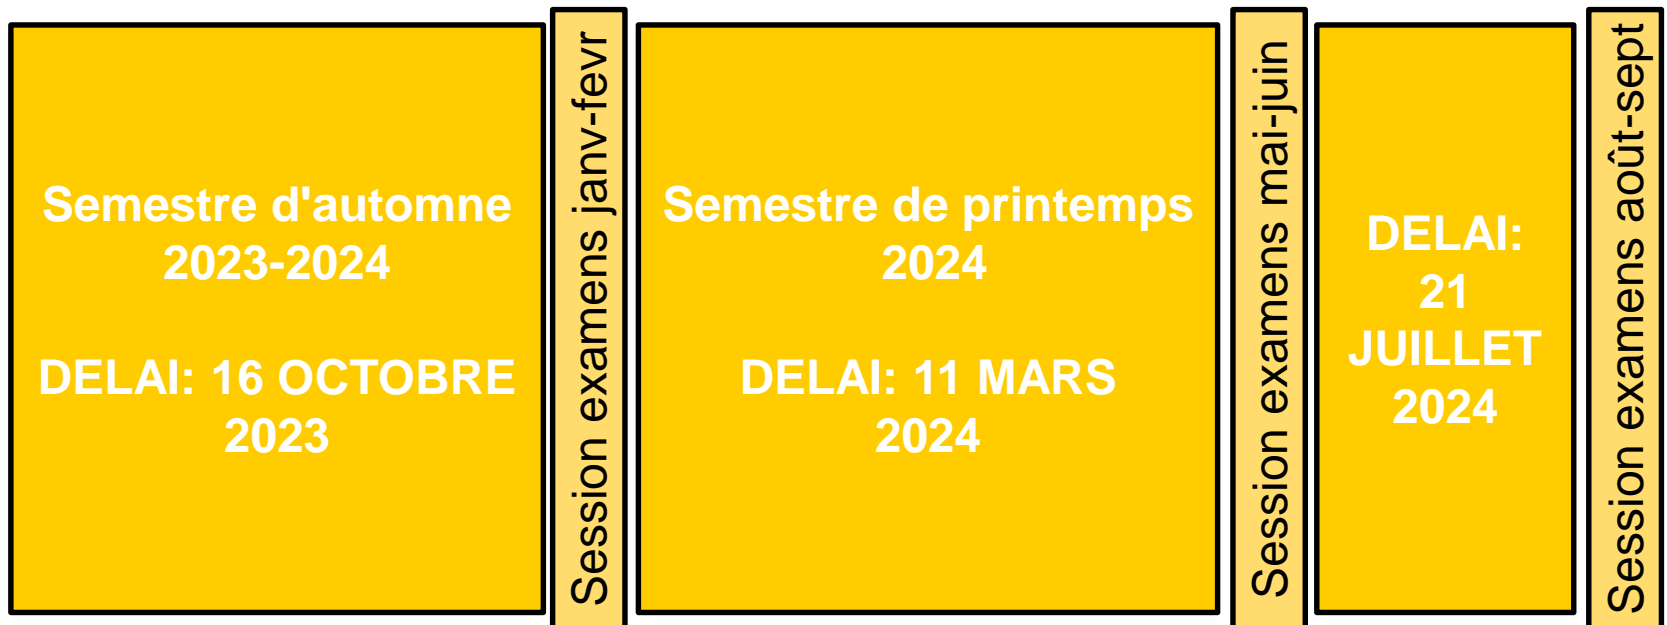 Semestre d'automne
2023-2024
DELAI: 16 OCTOBRE
2023
Session examens janv-fevr
Semestre de printemps
2024
DELAI: 11 MARS
2024
Session examens mai-juin
DELAI:
21
JUILLET
2024
Session examens août-sept